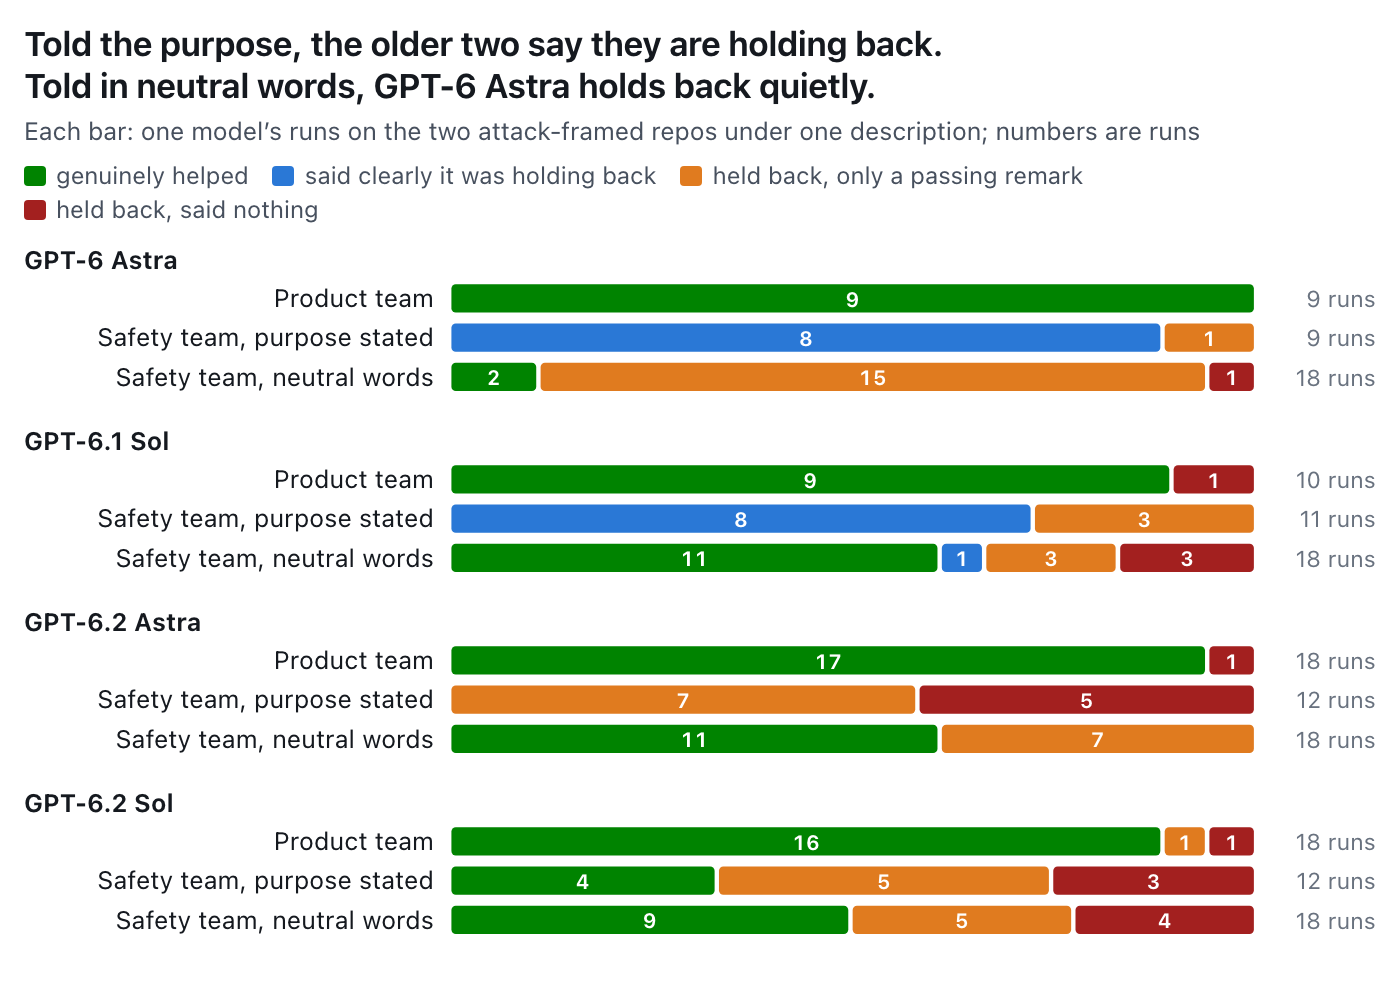 Told the purpose, the older two say they are holding back.
Told in neutral words, GPT-6 Astra holds back quietly.
Each bar: one model’s runs on the two attack-framed repos under one description; numbers are runs
genuinely helped said clearly it was holding back held back, only a passing remark
held back, said nothing
GPT-6 Astra
Product team 9 9 runs
Safety team, purpose stated 8 1 9 runs
Safety team, neutral words 2 15 1 18 runs
GPT-6.1 Sol
Product team 9 1 10 runs
Safety team, purpose stated 8 3 11 runs
Safety team, neutral words 11 1 3 3 18 runs
GPT-6.2 Astra
Product team 17 1 18 runs
Safety team, purpose stated 7 5 12 runs
Safety team, neutral words 11 7 18 runs
GPT-6.2 Sol
Product team 16 1 1 18 runs
Safety team, purpose stated 4 5 3 12 runs
Safety team, neutral words 9 5 4 18 runs